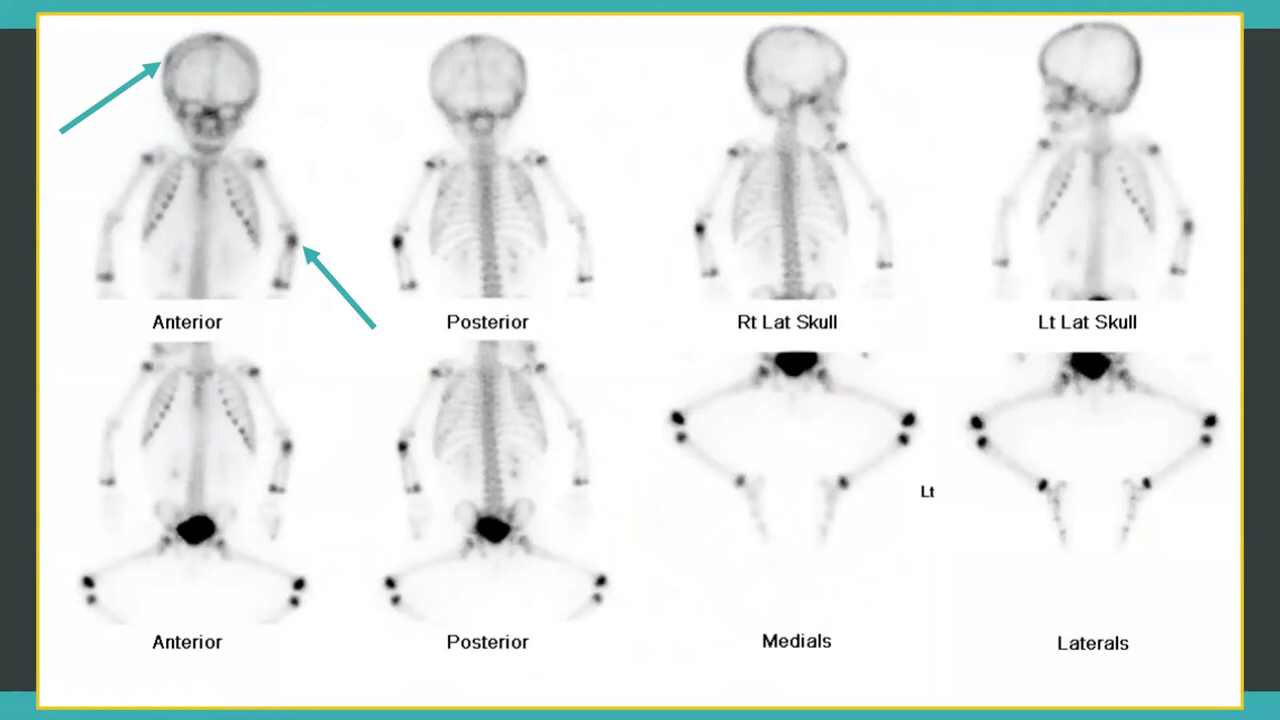 Anterior
Posterior
Rt Lat Skull
Lt Lat Skull
Lt
Anterior
Posterior
Medials
Laterals